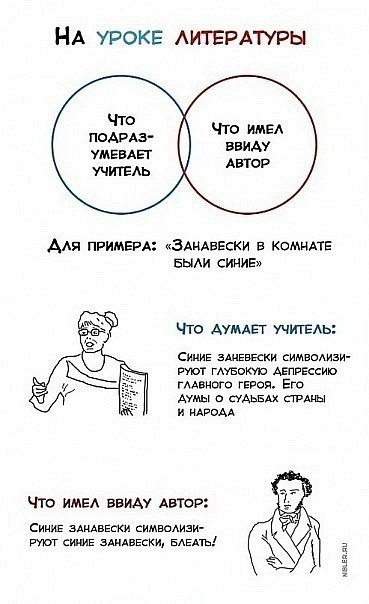 На уроке литературы
Что
подраз-
умевает
учитель
Что имел
ввиду
автор
Для примера: «Занавески в комнате
были синие»
Что думает учитель:
Синие заневески символизи-
руют глубокую депрессию
главного героя. Его
думы о судьбах страны
и народа
Что имел ввиду автор:
Синие занавески символизи-
руют синие занавески, блеать!
NIBLER.RU